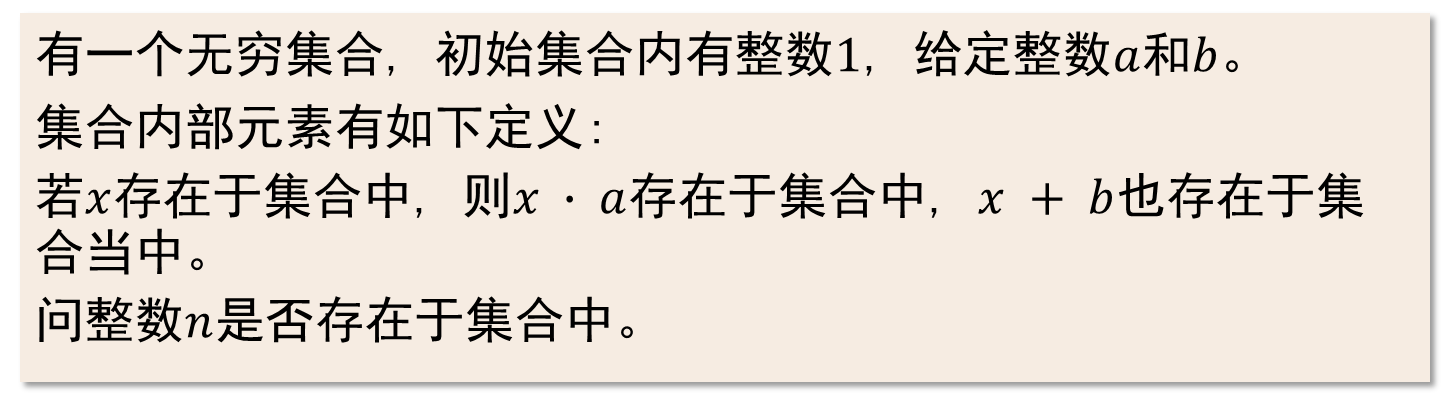 有一个无穷集合，初始集合内有整数1，给定整数a和b。
集合内部元素有如下定义：
若x存在于集合中，则x · a存在于集合中，x + b也存在于集
合当中。
问整数n是否存在于集合中。